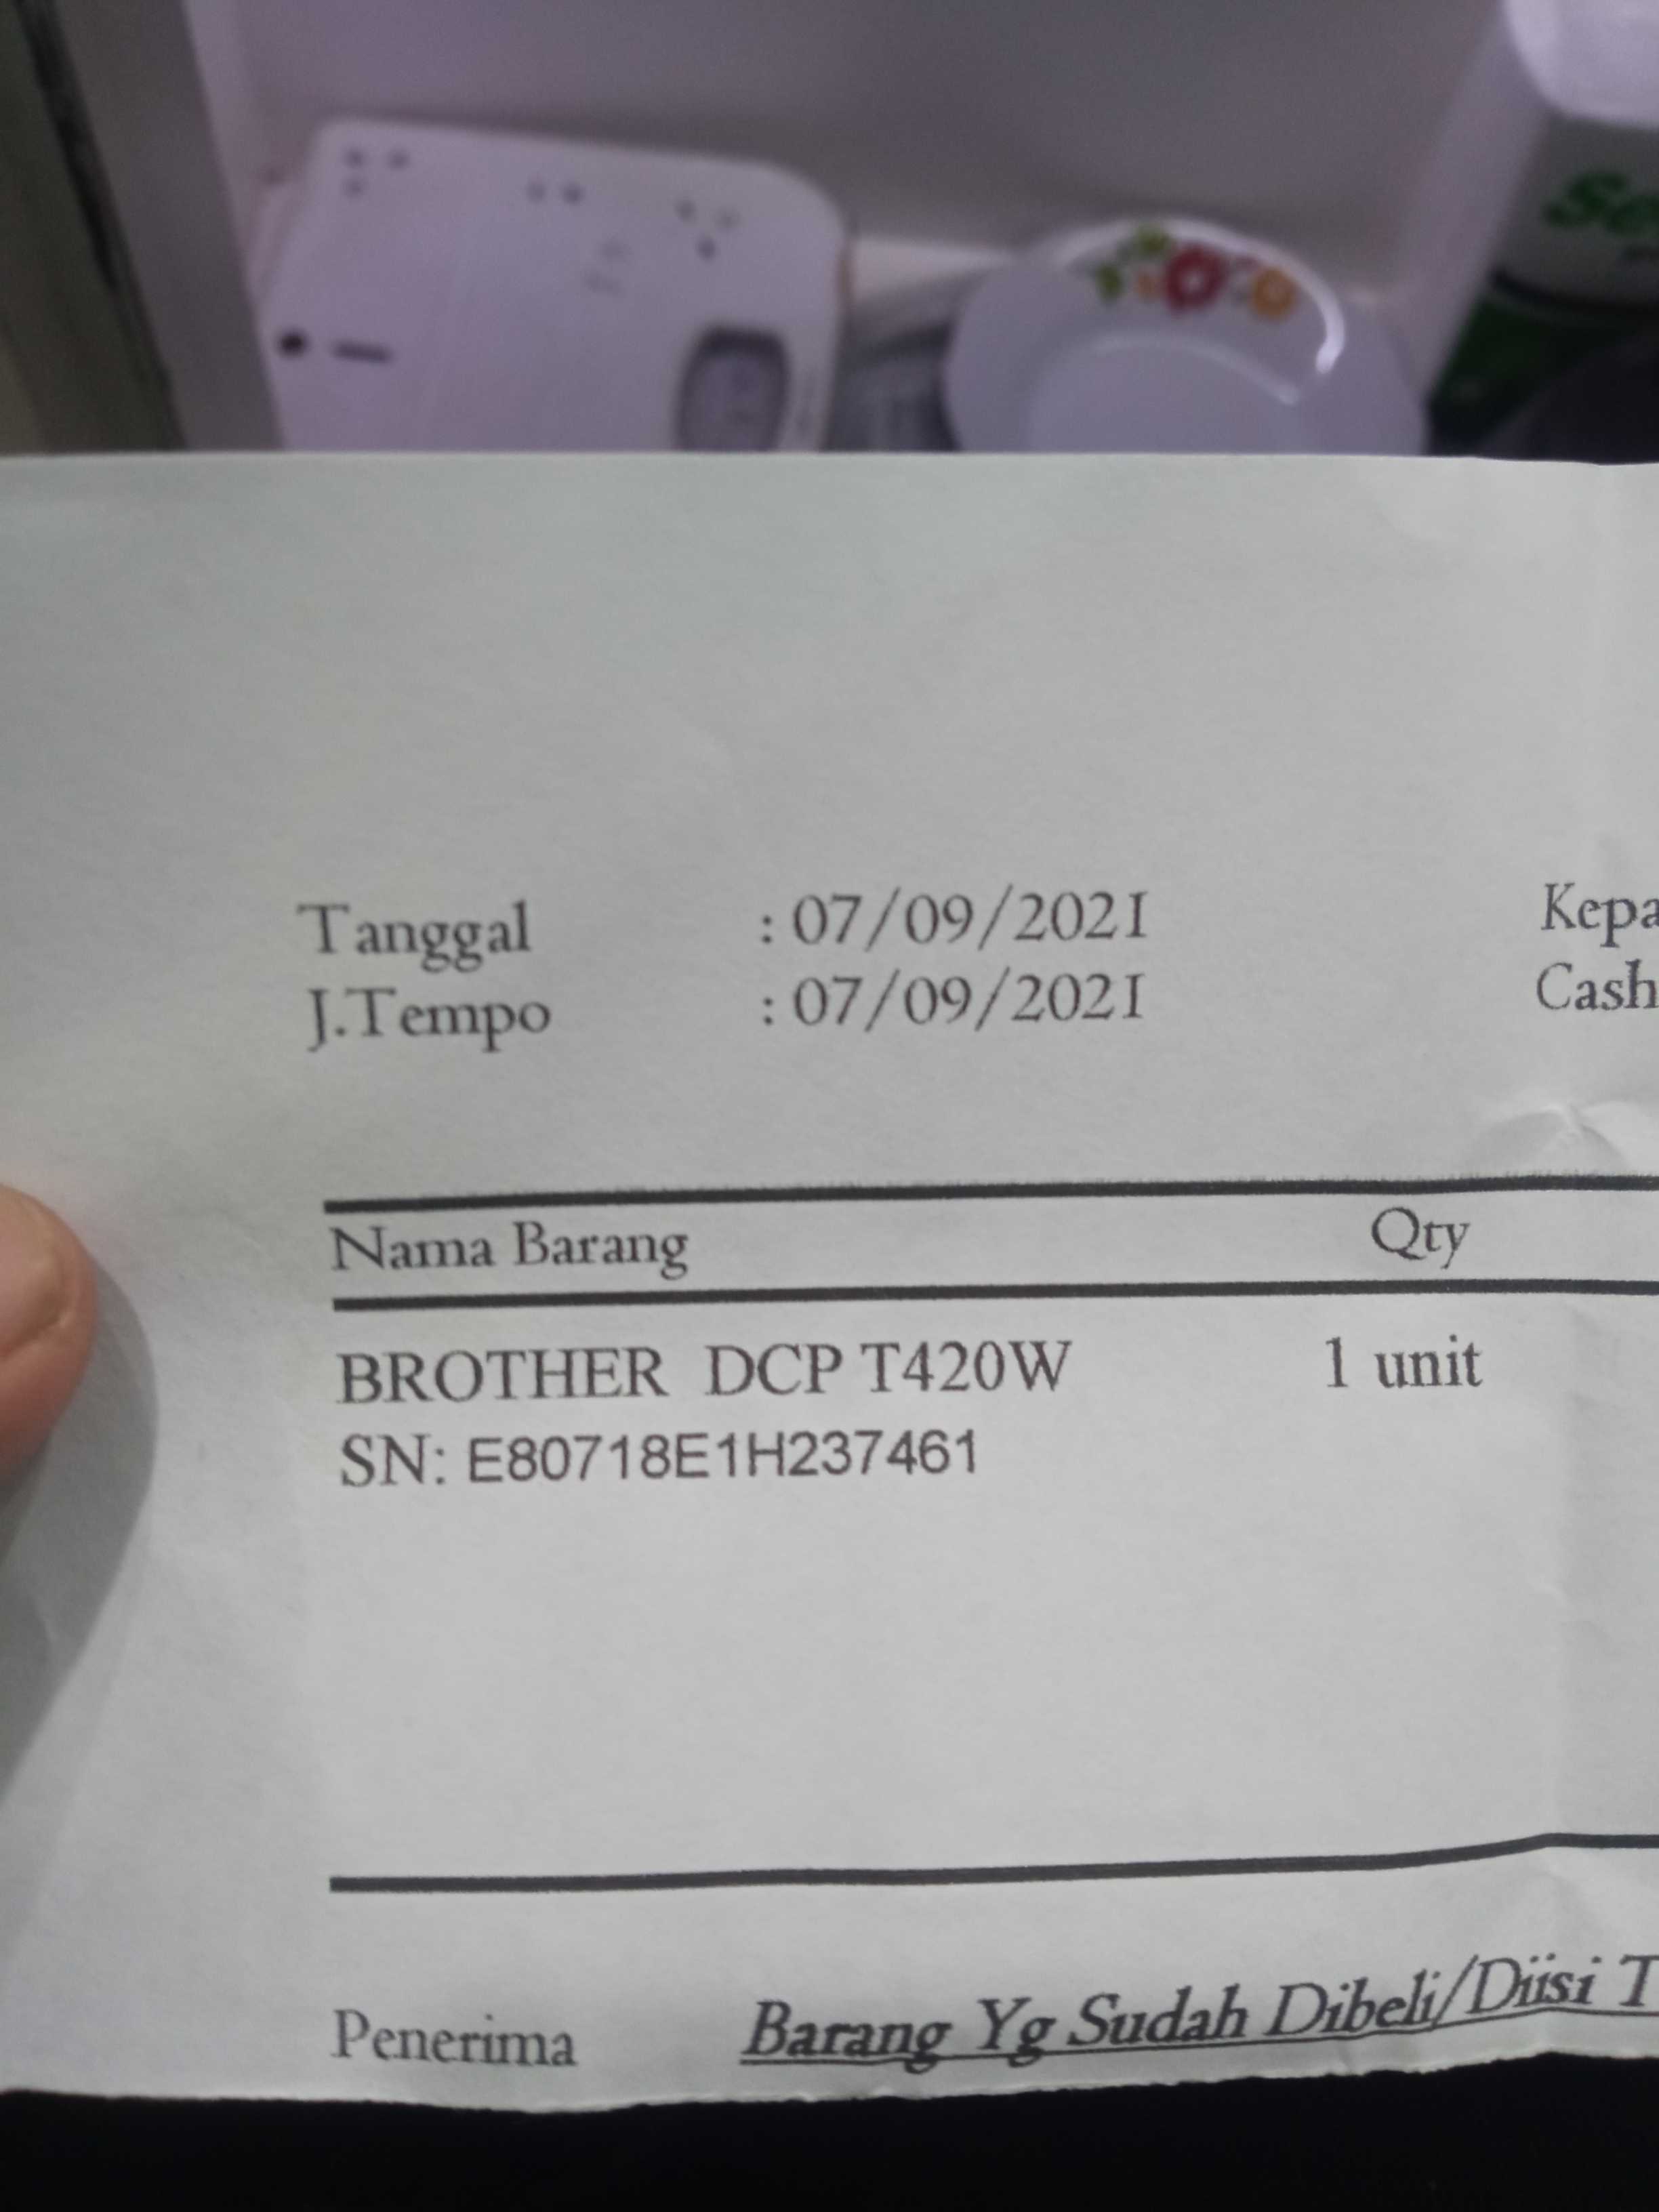 Tanggal : 07/09/2021 Kepa
J.Tempo : 07/09/2021 Cash
Nama Barang Qty
BROTHER DCP T420W 1 unit
SN: E80718E1H237461
Penerima Barang Yg Sudah Dibeli/Diisi T